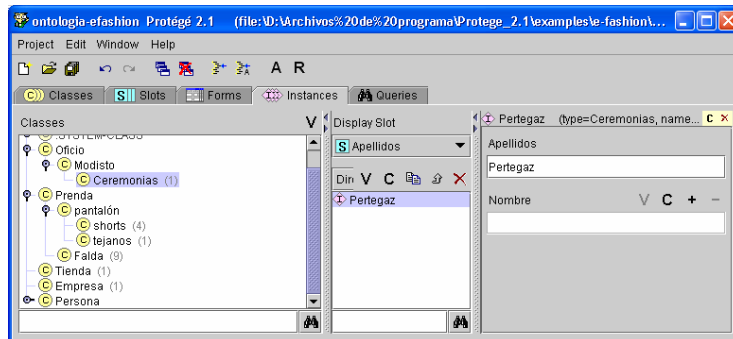 ontologia-efashion Protégé 2.1 (file:\D:\Archivos%20de%20programa\Protege_2.1\examples\e-fashion\...
Project Edit Window Help
A R
C Classes S Slots Forms Instances Queries
Classes V
:SYSTEM-CLASS
C Oficio
C Modisto
C Ceremonias (1)
C Prenda
C pantalón
C shorts (4)
C tejanos (1)
C Falda (9)
C Tienda (1)
C Empresa (1)
C Persona
Display Slot
S Apellidos
Dir V C
Pertegaz
Pertegaz (type=Ceremonias, name... C ×
Apellidos
Pertegaz
Nombre V C + −